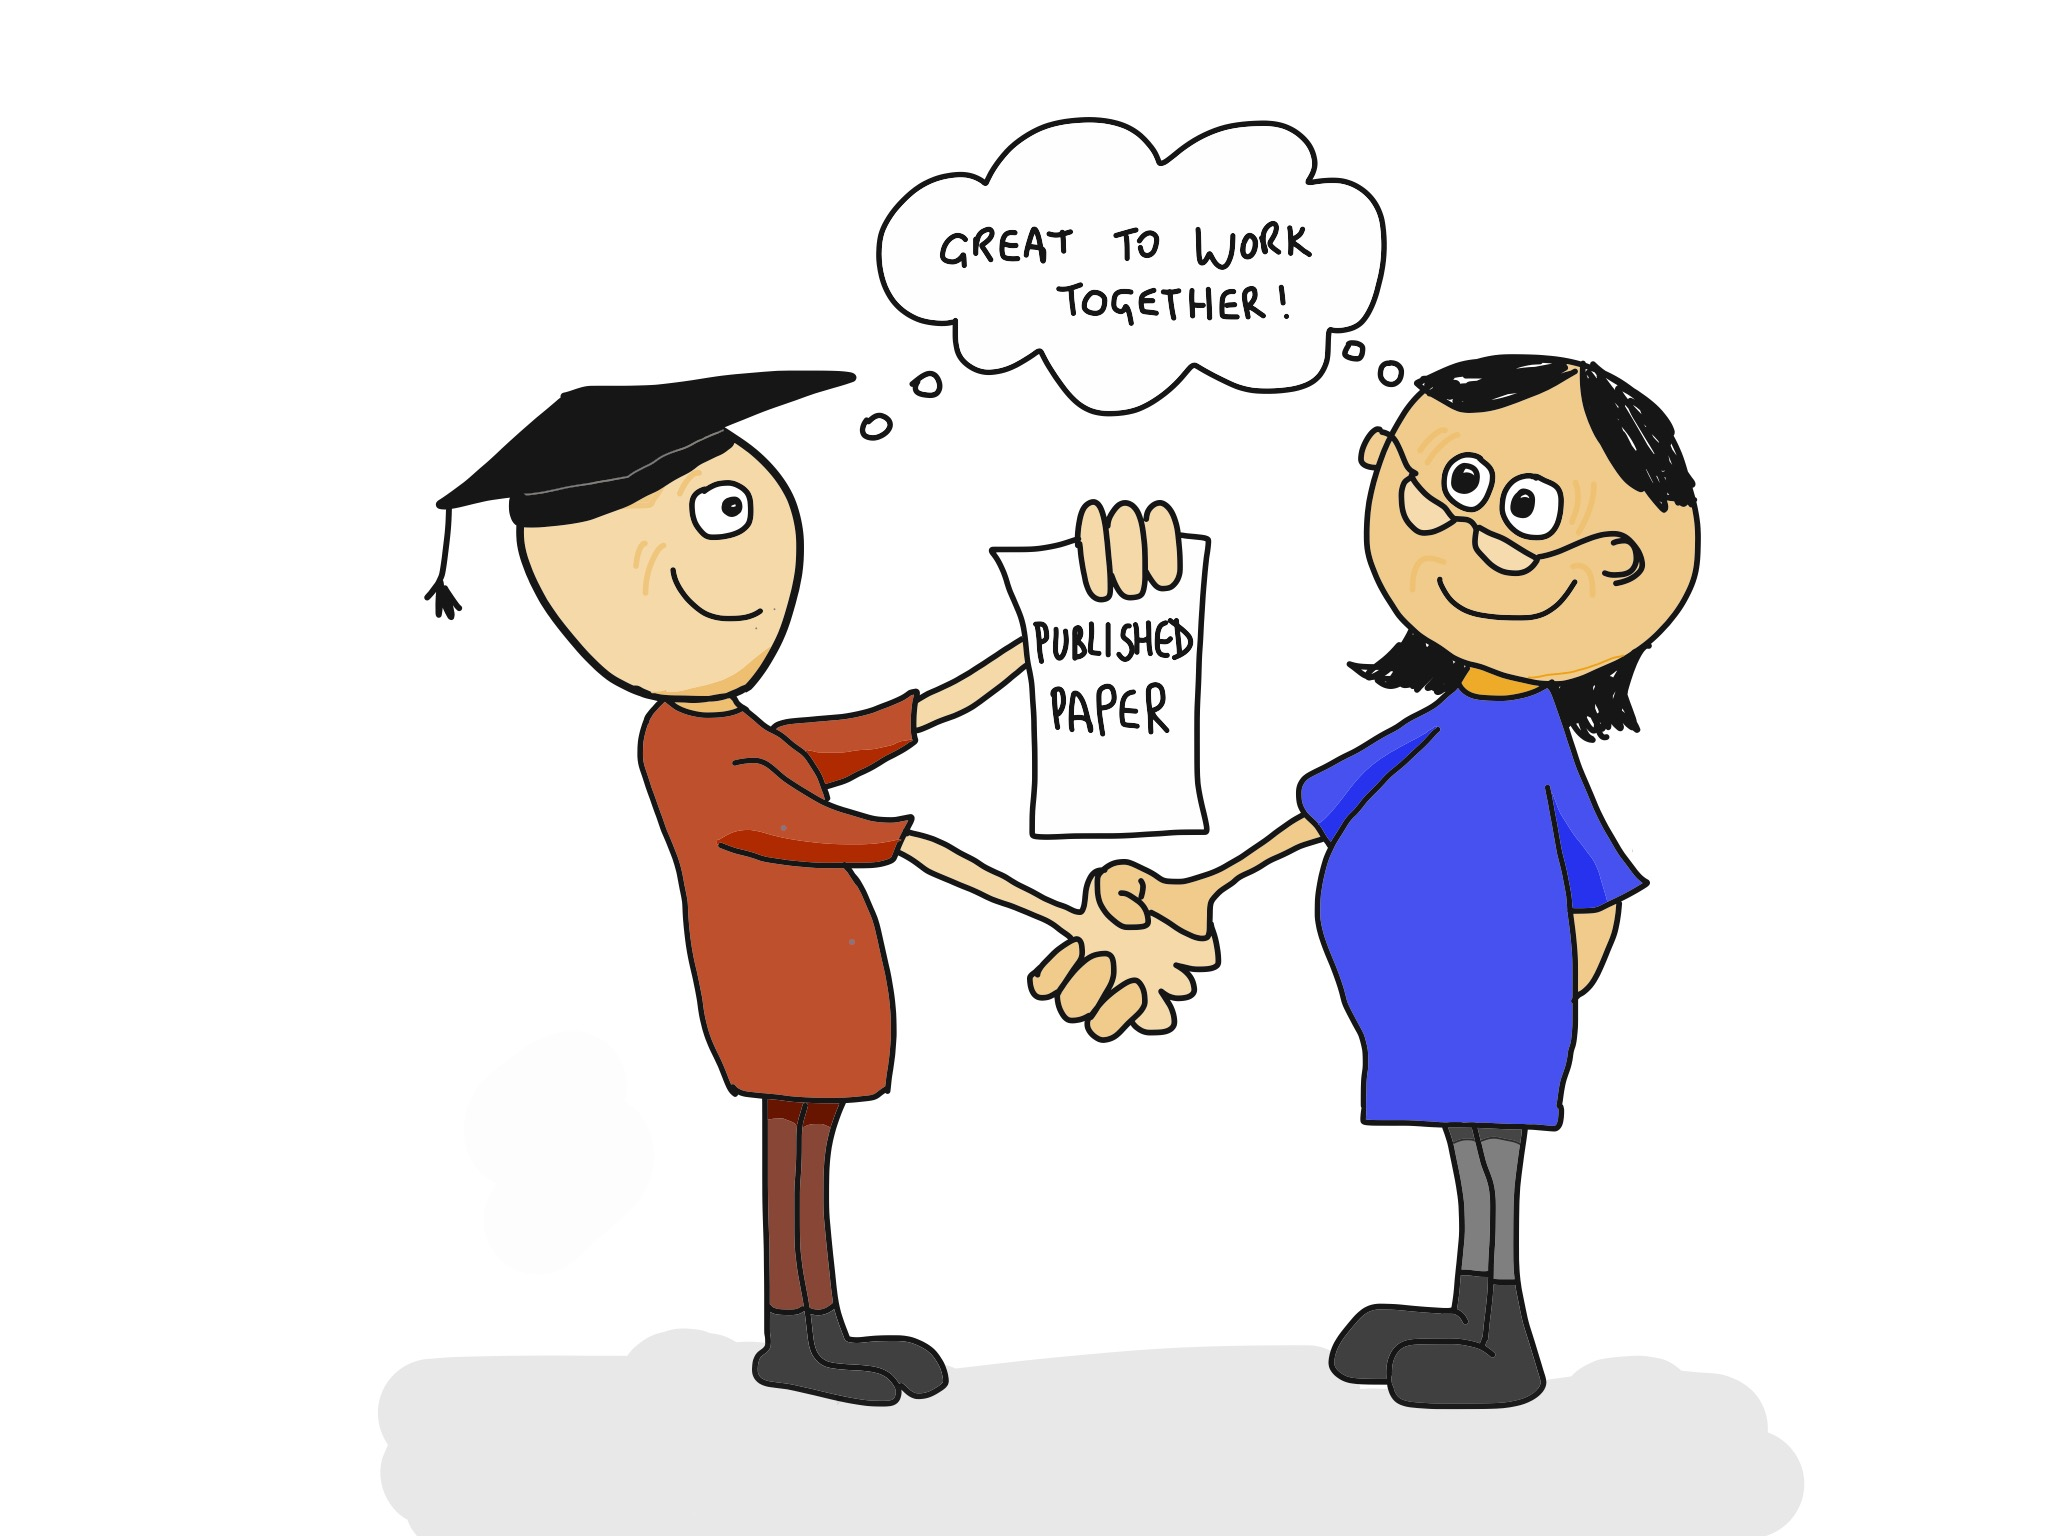 GREAT TO WORK
TOGETHER!
PUBLISHED
PAPER